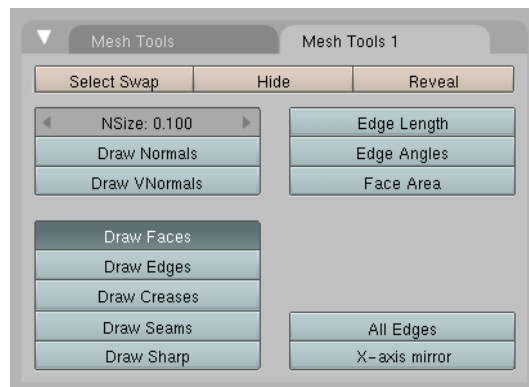 Mesh Tools
Mesh Tools 1
Select Swap
Hide
Reveal
NSize: 0.100
Draw Normals
Draw VNormals
Edge Length
Edge Angles
Face Area
Draw Faces
Draw Edges
Draw Creases
Draw Seams
Draw Sharp
All Edges
X-axis mirror